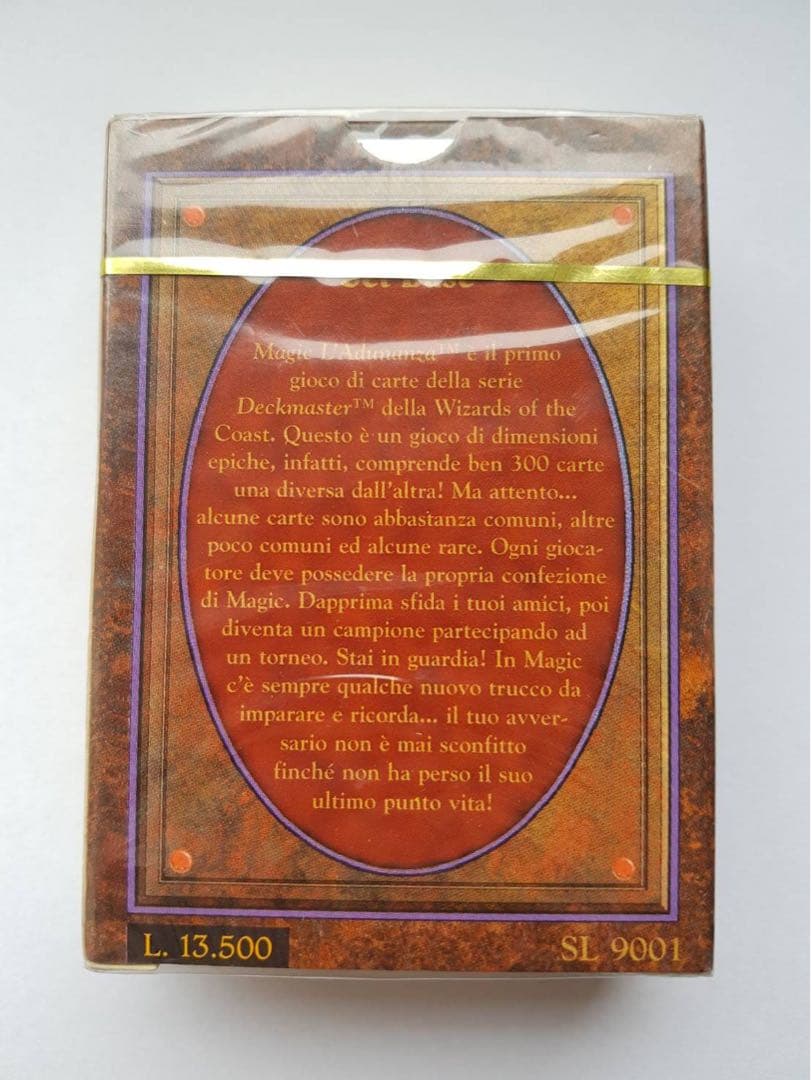 Set Base
Magic L'Adunanza™ è il primo
gioco di carte della serie
Deckmaster™ della Wizards of the
Coast. Questo è un gioco di dimensioni
epiche, infatti, comprende ben 300 carte
una diversa dall'altra! Ma attento...
alcune carte sono abbastanza comuni, altre
poco comuni ed alcune rare. Ogni gioca-
tore deve possedere la propria confezione
di Magic. Dapprima sfida i tuoi amici, poi
diventa un campione partecipando ad
un torneo. Stai in guardia! In Magic
c'è sempre qualche nuovo trucco da
imparare e ricorda... il tuo avver-
sario non è mai sconfitto
finché non ha perso il suo
ultimo punto vita!
L. 13.500
SL 9001